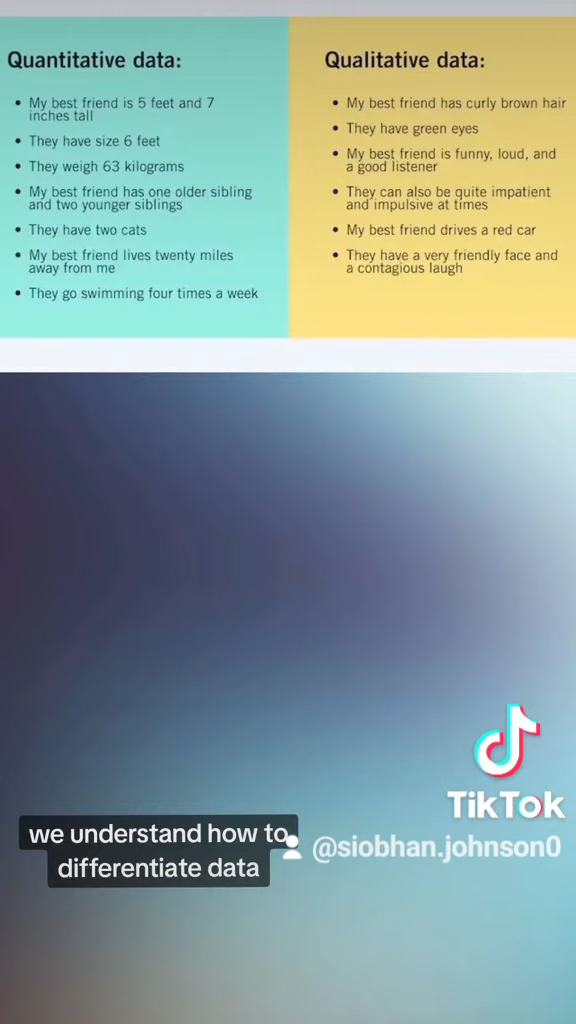 Quantitative data:
• My best friend is 5 feet and 7
inches tall
• They have size 6 feet
• They weigh 63 kilograms
• My best friend has one older sibling
and two younger siblings
• They have two cats
• My best friend lives twenty miles
away from me
• They go swimming four times a week
Qualitative data:
• My best friend has curly brown hair
• They have green eyes
• My best friend is funny, loud, and
a good listener
• They can also be quite impatient
and impulsive at times
• My best friend drives a red car
• They have a very friendly face and
a contagious laugh
TikTok
@siobhan.johnson0
we understand how to
differentiate data